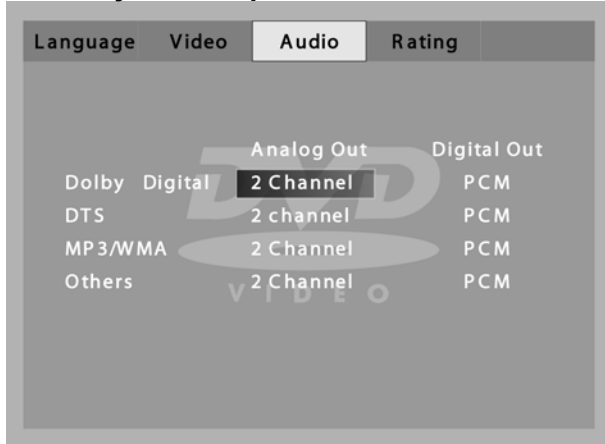 Language Video Audio Rating
Analog Out Digital Out
Dolby Digital 2 Channel PCM
DTS 2 channel PCM
MP3/WMA 2 Channel PCM
Others 2 Channel PCM
DVD
VIDEO